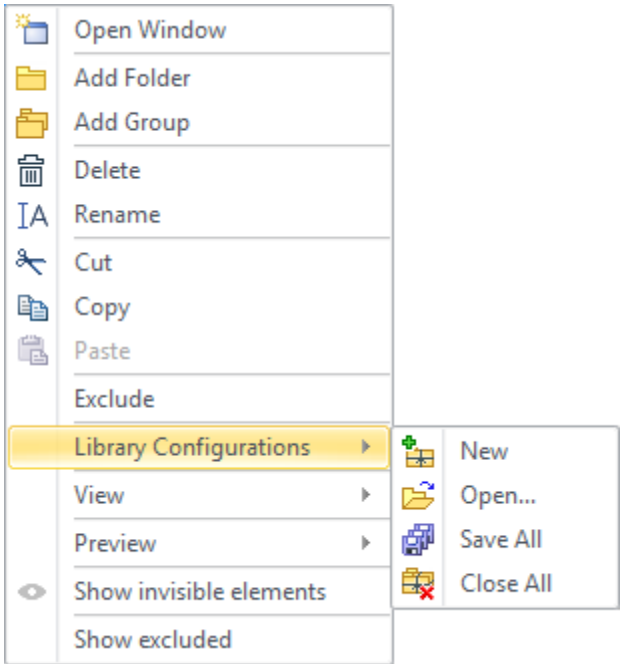 Open Window
Add Folder
Add Group
Delete
Rename
Cut
Copy
Paste
Exclude
Library Configurations
New
Open...
Save All
Close All
View
Preview
Show invisible elements
Show excluded